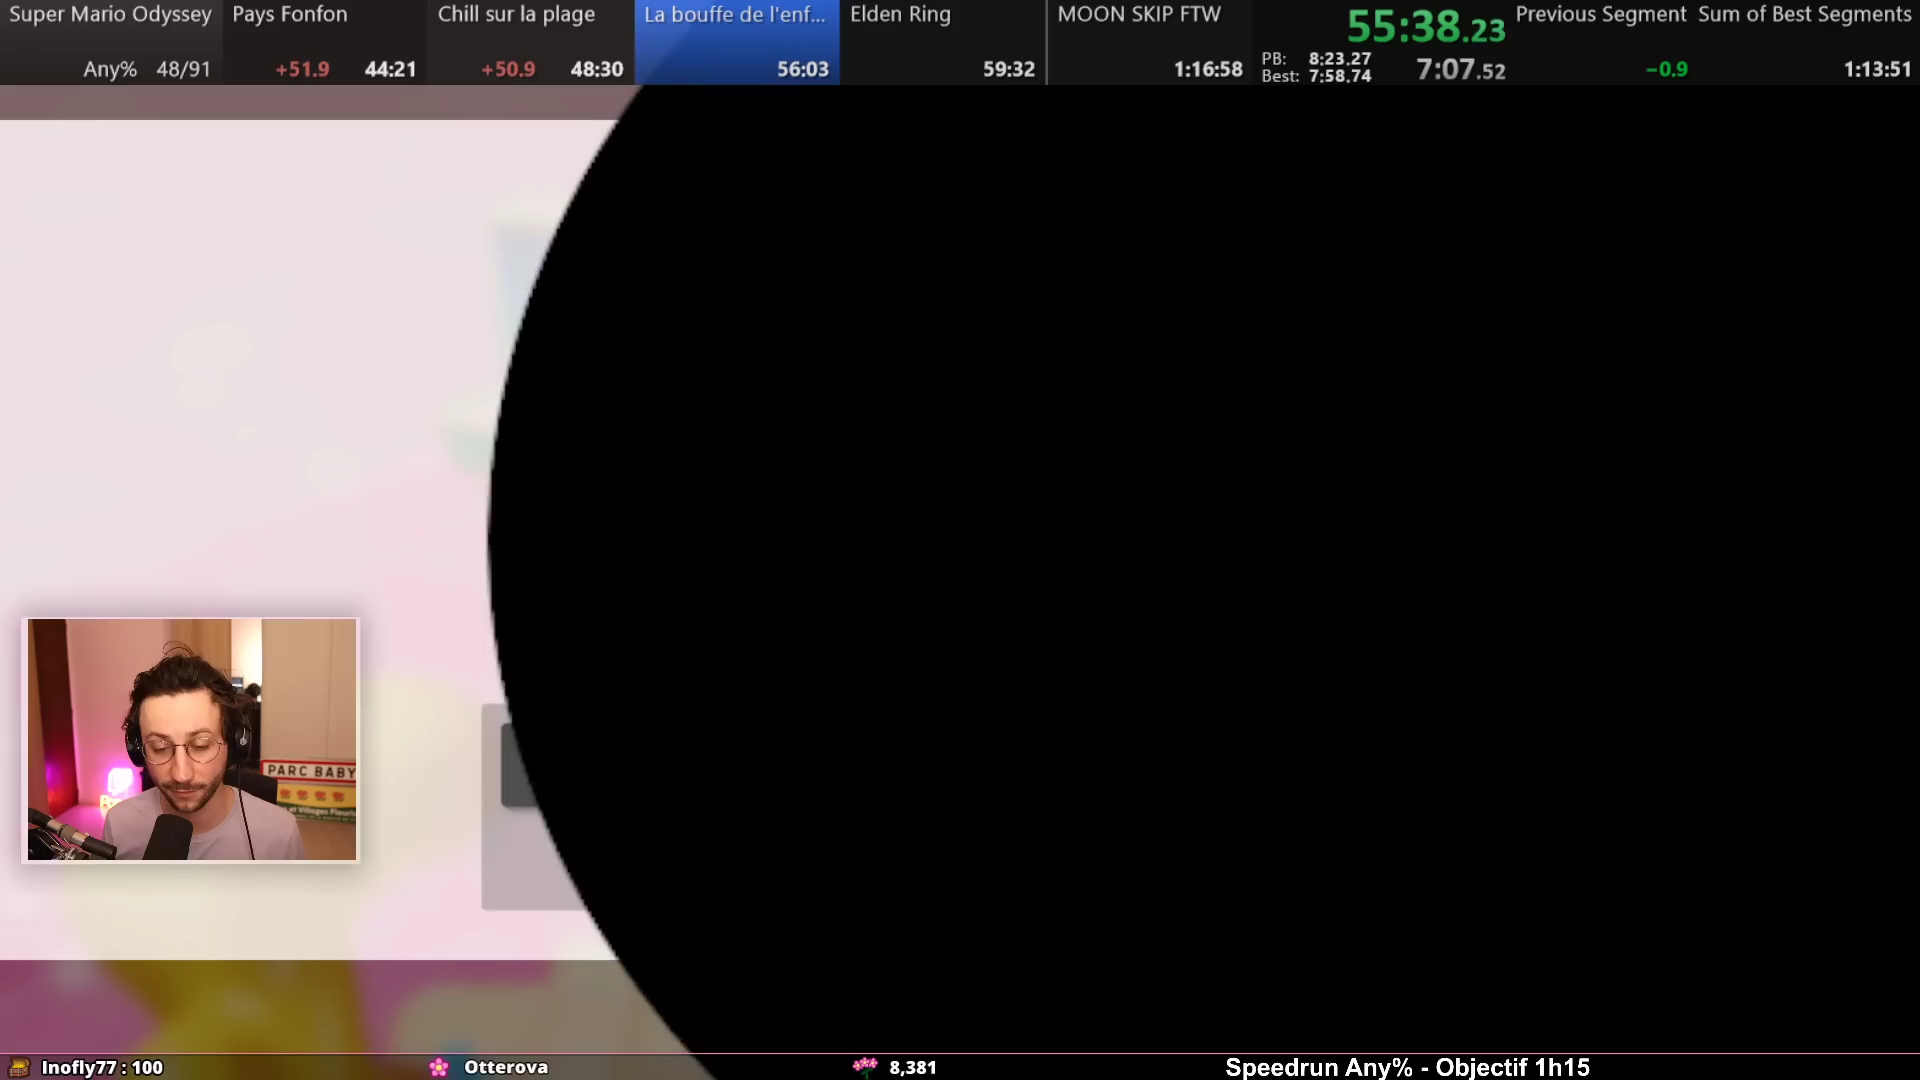 Super Mario Odyssey
Any% 48/91
Pays Fonfon
+51.9 44:21
Chill sur la plage
+50.9 48:30
La bouffe de l'enf...
56:03
Elden Ring
59:32
MOON SKIP FTW
1:16:58
55:38.23
PB: 8:23.27
Best: 7:58.74
7:07.52
Previous Segment
-0.9
Sum of Best Segments
1:13:51
PARC BABY
et Villages Fleuris
Inofly77 : 100
Otterova
8,381
Speedrun Any% - Objectif 1h15